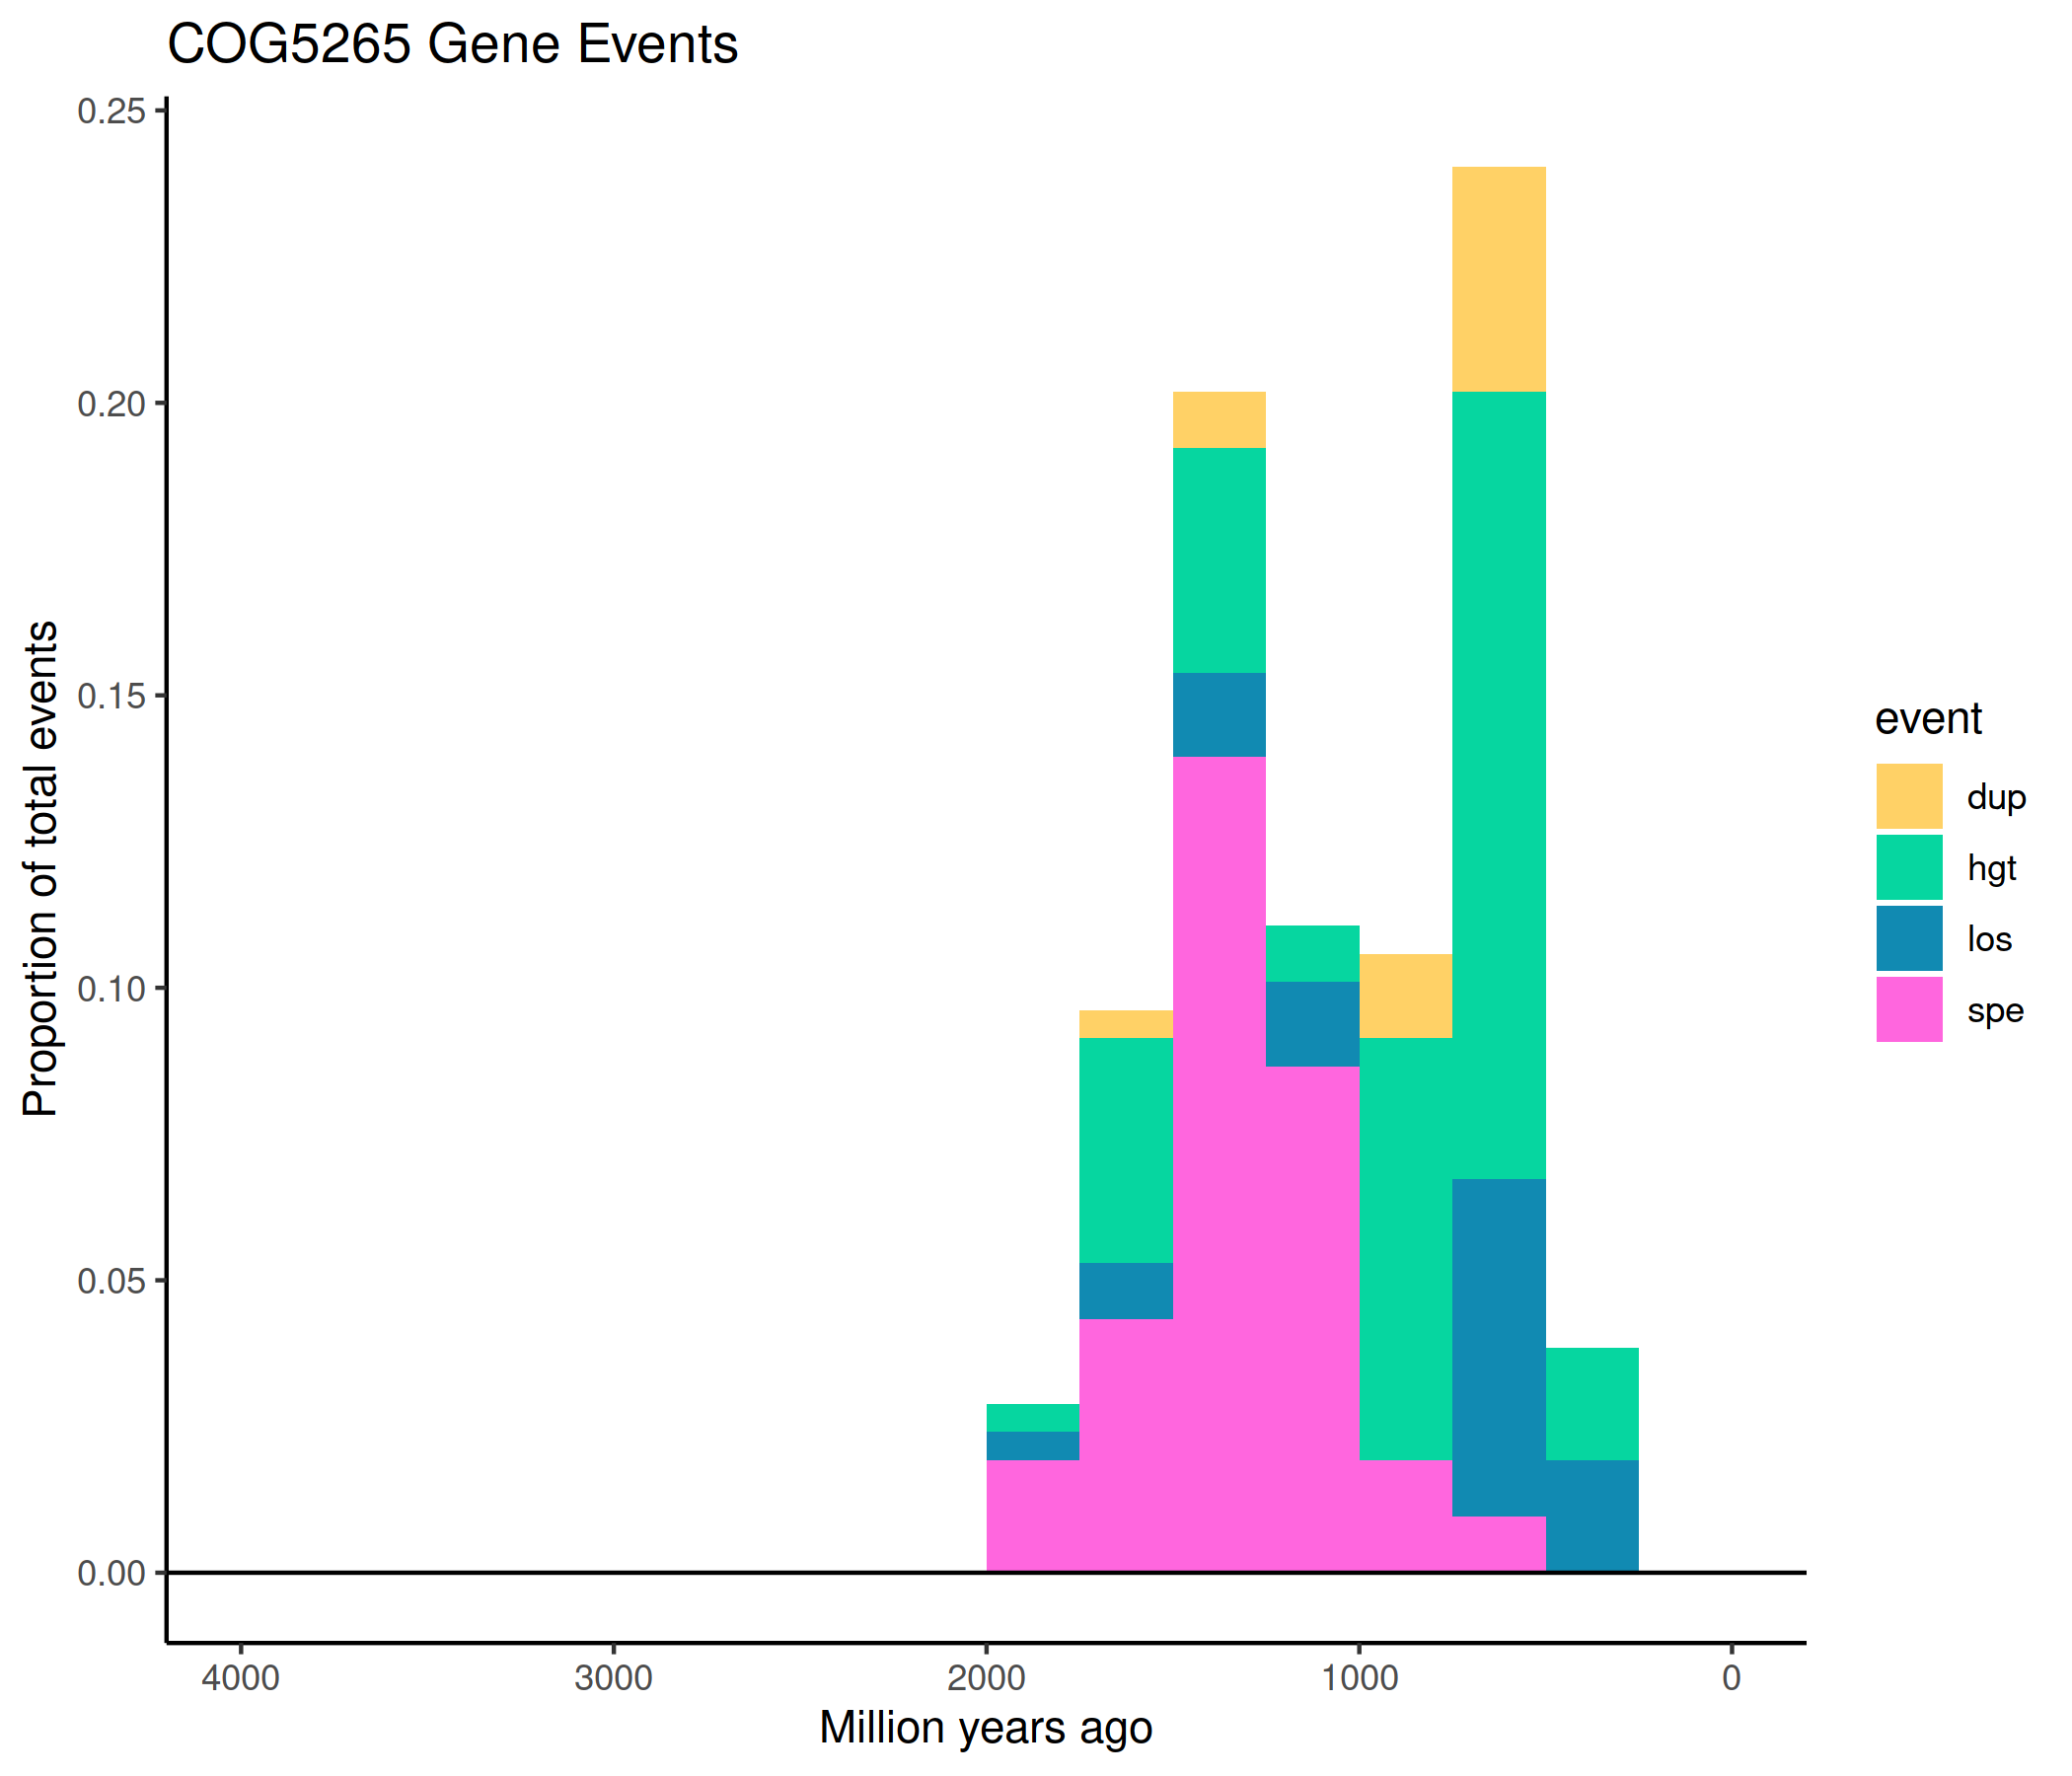 COG5265 Gene Events
0.25
0.20
0.15
0.10
0.05
0.00
Proportion of total events
4000 3000 2000 1000 0
Million years ago
event
dup
hgt
los
spe